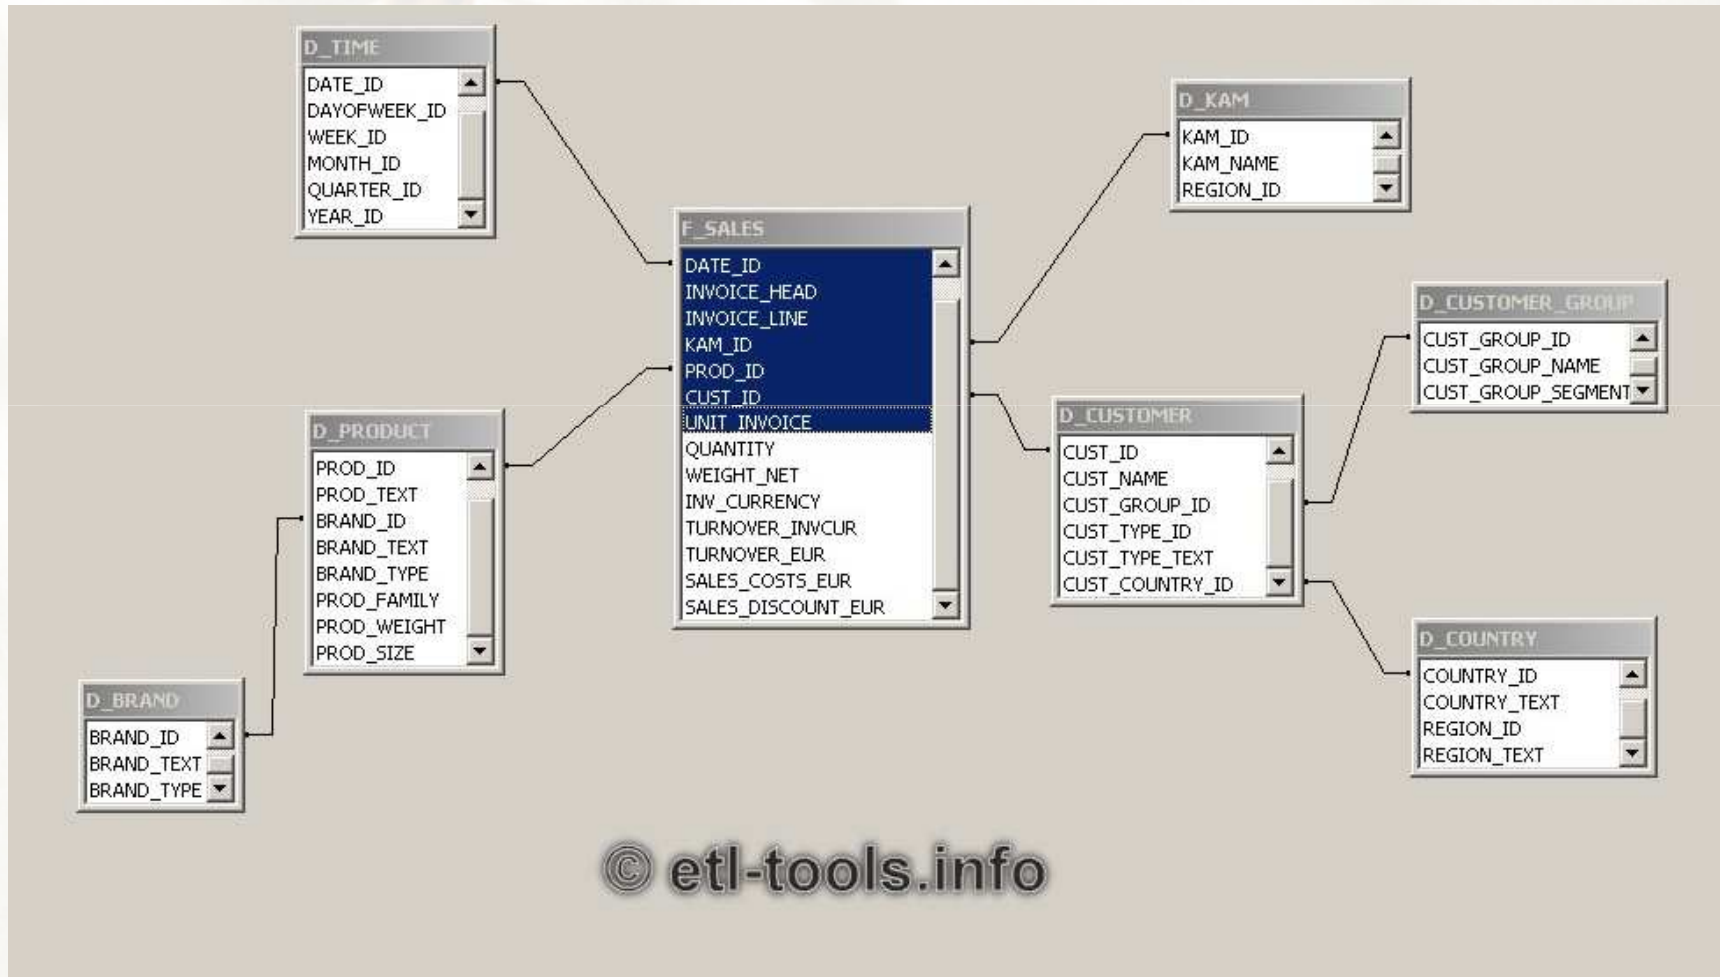 D_TIME
DATE_ID
DAYOFWEEK_ID
WEEK_ID
MONTH_ID
QUARTER_ID
YEAR_ID
D_KAM
KAM_ID
KAM_NAME
REGION_ID
F_SALES
DATE_ID
INVOICE_HEAD
INVOICE_LINE
KAM_ID
PROD_ID
CUST_ID
UNIT_INVOICE
QUANTITY
WEIGHT_NET
INV_CURRENCY
TURNOVER_INVCUR
TURNOVER_EUR
SALES_COSTS_EUR
SALES_DISCOUNT_EUR
D_CUSTOMER_GROUP
CUST_GROUP_ID
CUST_GROUP_NAME
CUST_GROUP_SEGMENT
D_CUSTOMER
CUST_ID
CUST_NAME
CUST_GROUP_ID
CUST_TYPE_ID
CUST_TYPE_TEXT
CUST_COUNTRY_ID
D_PRODUCT
PROD_ID
PROD_TEXT
BRAND_ID
BRAND_TEXT
BRAND_TYPE
PROD_FAMILY
PROD_WEIGHT
PROD_SIZE
D_COUNTRY
COUNTRY_ID
COUNTRY_TEXT
REGION_ID
REGION_TEXT
D_BRAND
BRAND_ID
BRAND_TEXT
BRAND_TYPE
© etl-tools.info